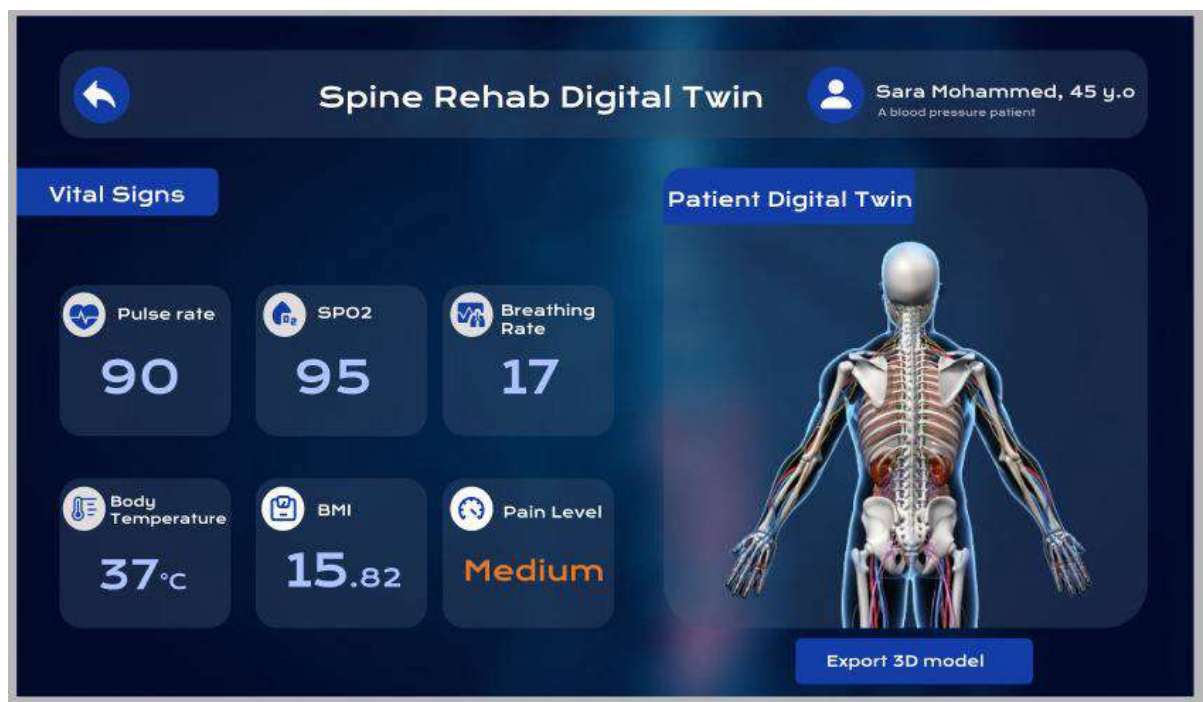 Spine Rehab Digital Twin
Sara Mohammed, 45 y.o
A blood pressure patient
Vital Signs
Patient Digital Twin
Pulse rate
90
SPO2
95
Breathing
Rate
17
Body
Temperature
37°C
BMI
15.82
Pain Level
Medium
Export 3D model